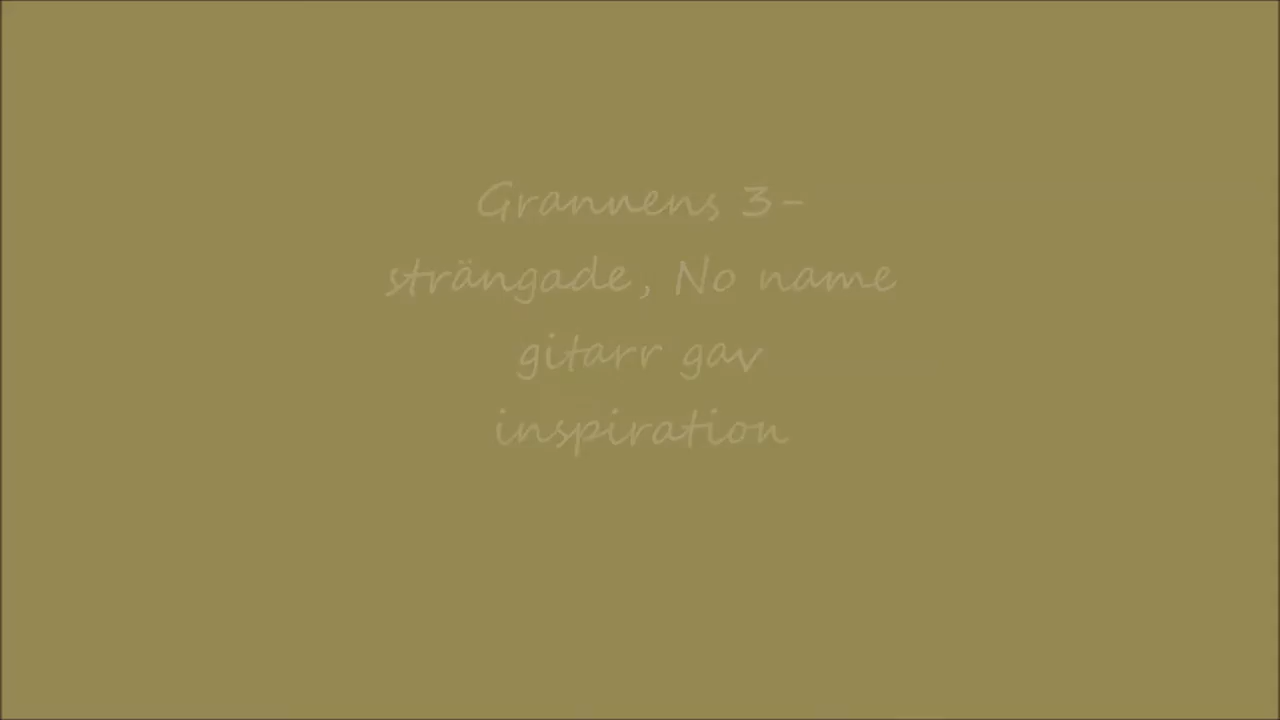 Grannens 3-
strängade, No name
gitarr gav
inspiration